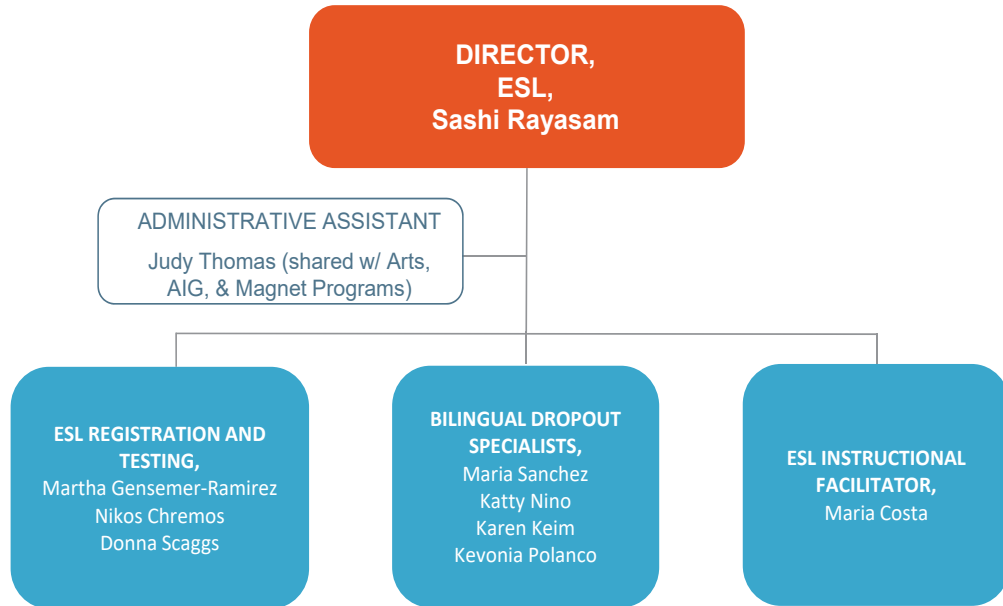 DIRECTOR,
ESL,
Sashi Rayasam
ADMINISTRATIVE ASSISTANT
Judy Thomas (shared w/ Arts,
AIG, & Magnet Programs)
ESL REGISTRATION AND
TESTING,
Martha Gensemer-Ramirez
Nikos Chremos
Donna Scaggs
BILINGUAL DROPOUT
SPECIALISTS,
Maria Sanchez
Katty Nino
Karen Keim
Kevonia Polanco
ESL INSTRUCTIONAL
FACILITATOR,
Maria Costa